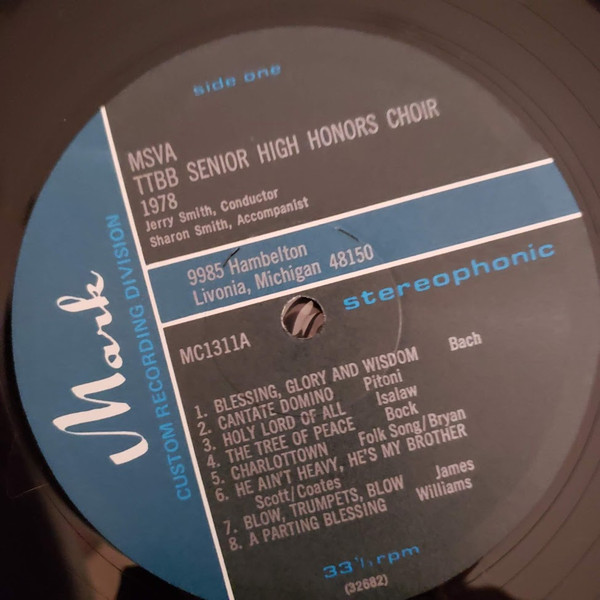 side one
MSVA
TTBB SENIOR HIGH HONORS CHOIR
1978
Jerry Smith, Conductor
Sharon Smith, Accompanist
9985 Hambelton
Livonia, Michigan 48150
stereophonic
Mark
CUSTOM RECORDING DIVISION
MC1311A
1. BLESSING, GLORY AND WISDOM Bach
2. CANTATE DOMINO Pitoni
3. HOLY LORD OF ALL Isalaw
4. THE TREE OF PEACE Bock
5. CHARLOTTOWN Folk Song/Bryan
6. HE AIN'T HEAVY, HE'S MY BROTHER
Scott/Coates
7. BLOW, TRUMPETS, BLOW James
8. A PARTING BLESSING Williams
33⅓ rpm
(32682)